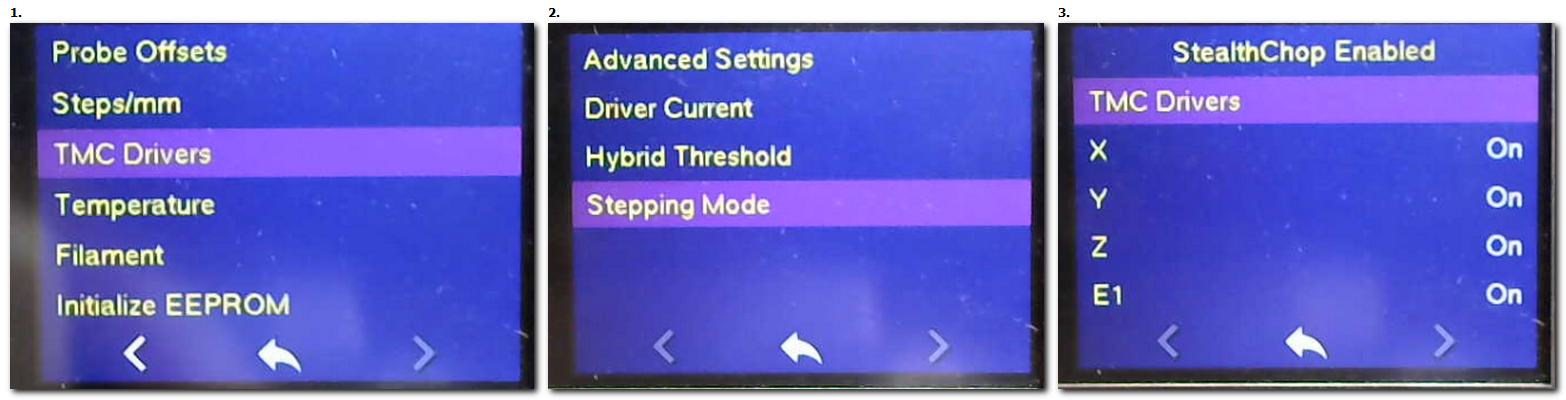 1.
Probe Offsets
Steps/mm
TMC Drivers
Temperature
Filament
Initialize EEPROM
2.
Advanced Settings
Driver Current
Hybrid Threshold
Stepping Mode
3.
StealthChop Enabled
TMC Drivers
X On
Y On
Z On
E1 On